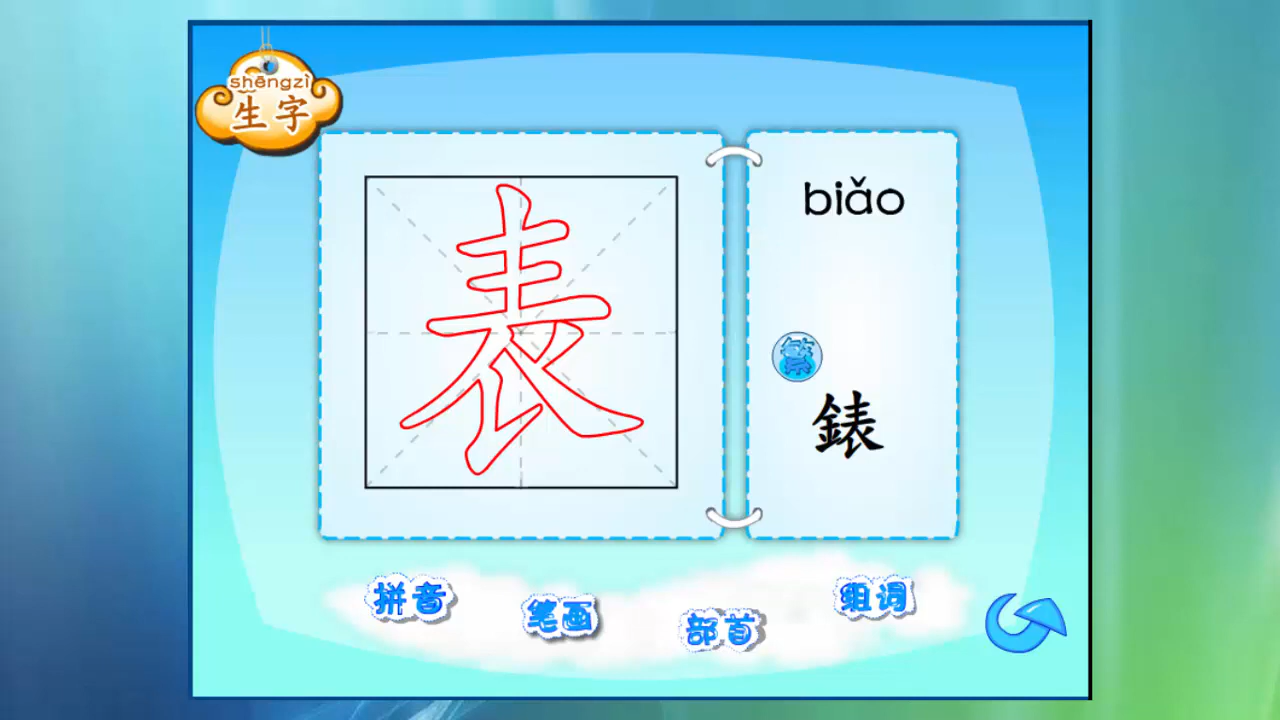 shēngzì
生字
表
biǎo
錶
拼音
笔画
部首
组词